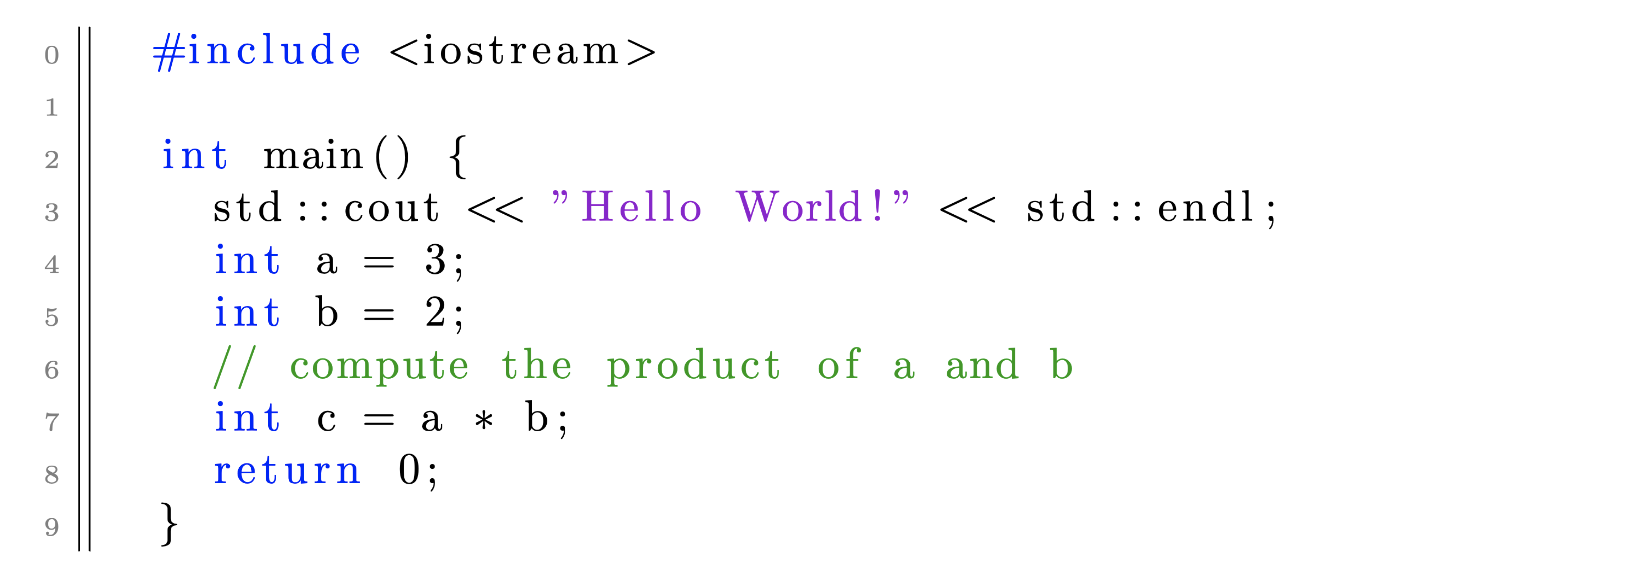 0 #include <iostream>
1
2 int main() {
3 std::cout << ”Hello World!” << std::endl;
4 int a = 3;
5 int b = 2;
6 // compute the product of a and b
7 int c = a * b;
8 return 0;
9 }